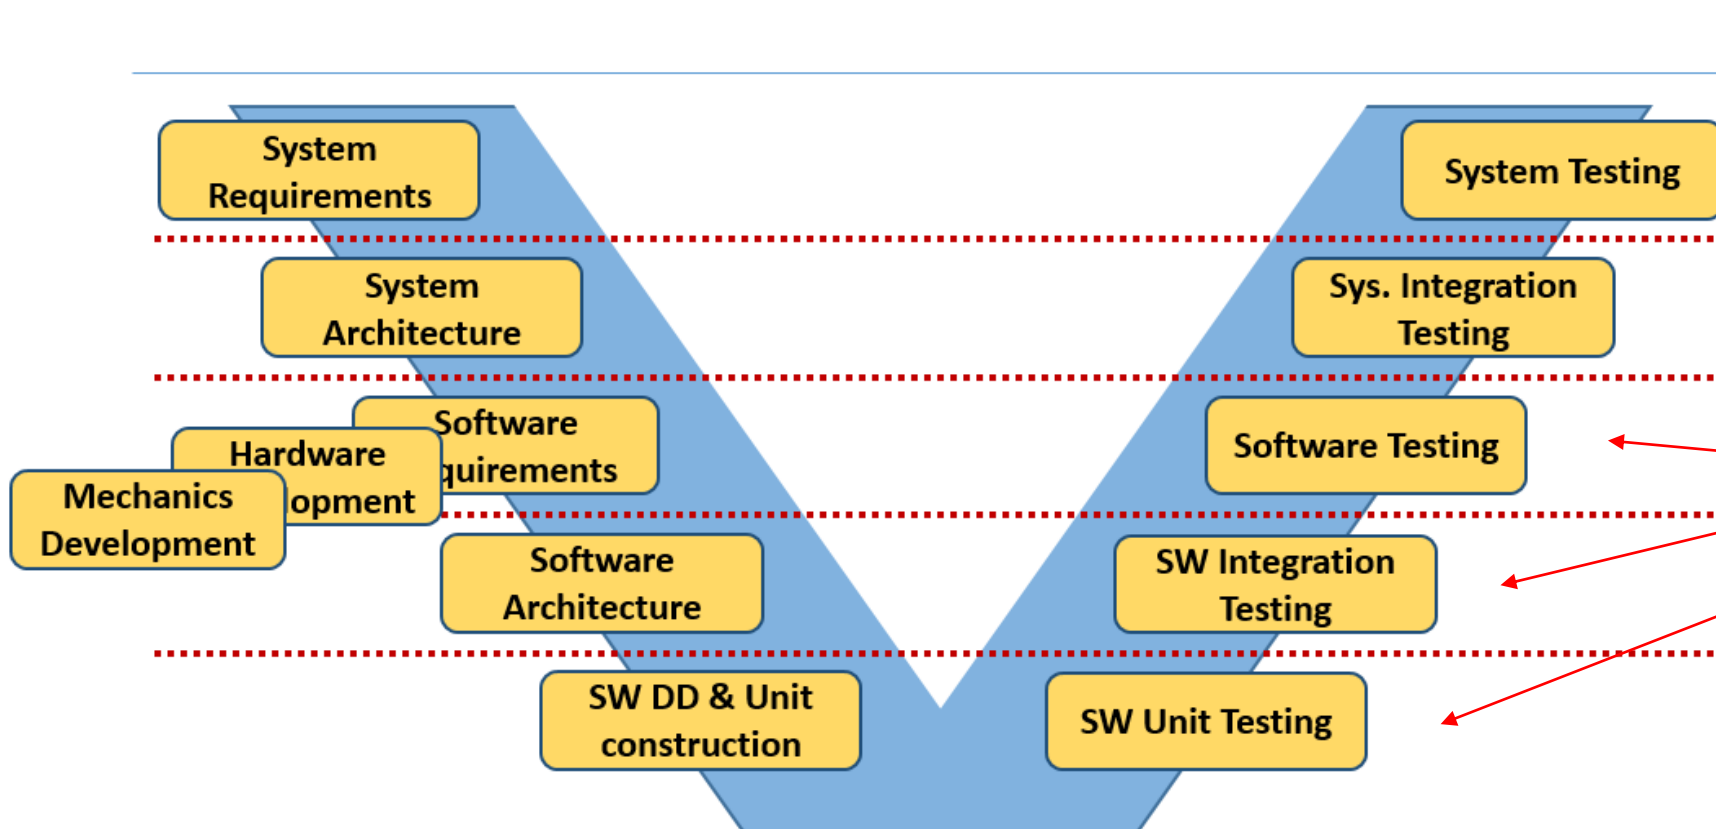 System
Requirements
System Testing
System
Architecture
Sys. Integration
Testing
Software
quirements
Hardware
lopment
Mechanics
Development
Software Testing
Software
Architecture
SW Integration
Testing
SW DD & Unit
construction
SW Unit Testing